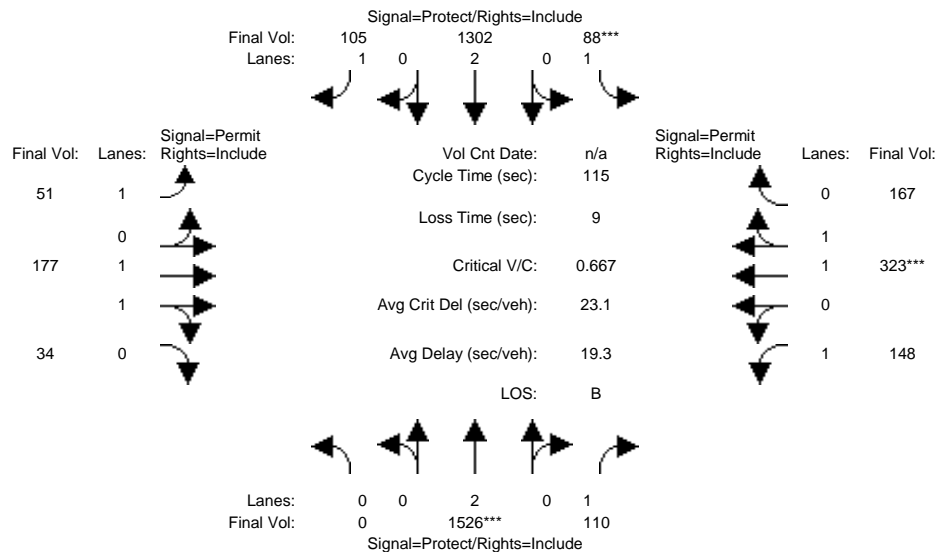 Signal=Protect/Rights=Include
Final Vol: 105 1302 88***
Lanes: 1 0 2 0 1
Signal=Permit Signal=Permit
Final Vol: Lanes: Rights=Include Vol Cnt Date: n/a Rights=Include Lanes: Final Vol:
Cycle Time (sec): 115
51 1 0 167
Loss Time (sec): 9
0 1
177 1 Critical V/C: 0.667 1 323***
1 Avg Crit Del (sec/veh): 23.1 0
34 0 Avg Delay (sec/veh): 19.3 1 148
LOS: B
Lanes: 0 0 2 0 1
Final Vol: 0 1526*** 110
Signal=Protect/Rights=Include